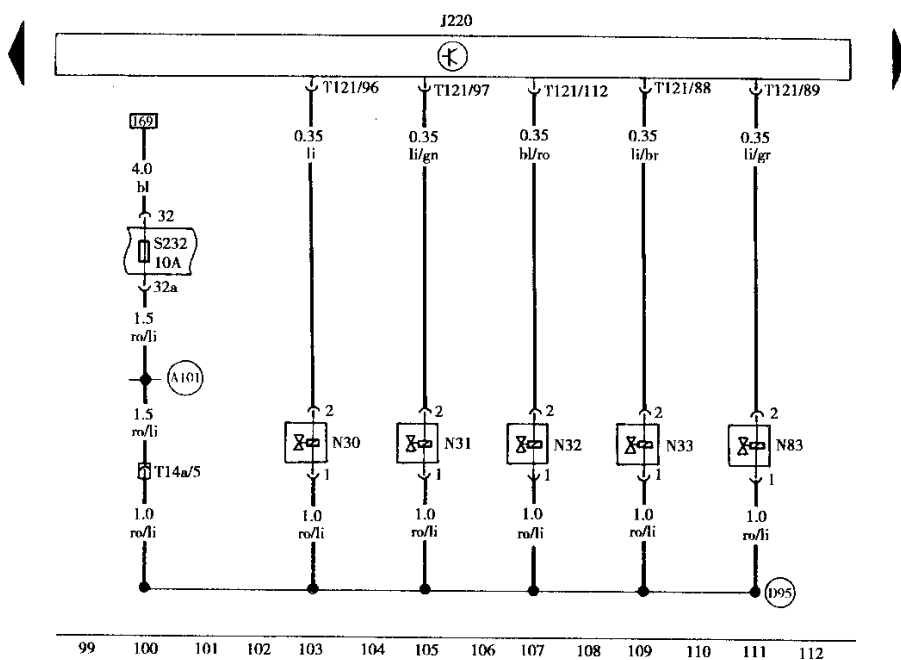 J220
T121/96 T121/97 T121/112 T121/88 T121/89
169
0.35 0.35 0.35 0.35 0.35
li li/gn bl/ro li/br li/gr
4.0
bl
32
S232
10A
32a
1.5
ro/li
A101
1.5
ro/li
2 2 2 2 2
N30 N31 N32 N33 N83
T14a/5
1 1 1 1 1
1.0 1.0 1.0 1.0 1.0 1.0
ro/li ro/li ro/li ro/li ro/li ro/li
D95
99 100 101 102 103 104 105 106 107 108 109 110 111 112